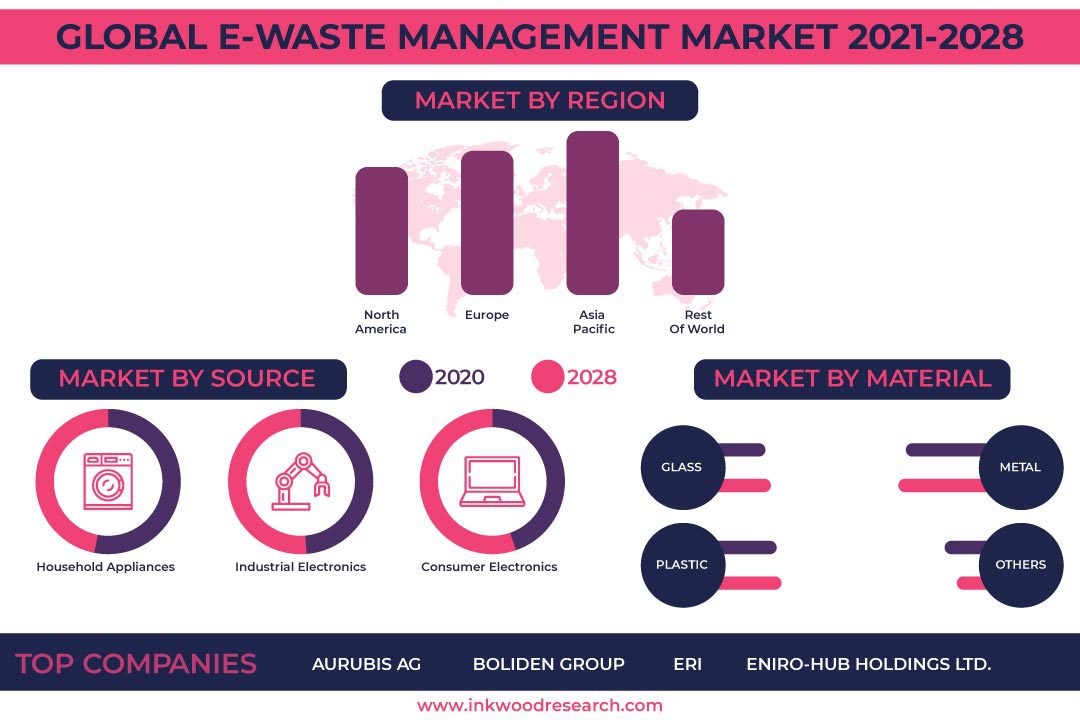 GLOBAL E-WASTE MANAGEMENT MARKET 2021-2028
MARKET BY REGION
North
America
Europe
Asia
Pacific
Rest
Of World
MARKET BY SOURCE
2020
2028
MARKET BY MATERIAL
Household Appliances
Industrial Electronics
Consumer Electronics
GLASS
METAL
PLASTIC
OTHERS
TOP COMPANIES
AURUBIS AG
BOLIDEN GROUP
ERI
ENIRO-HUB HOLDINGS LTD.
www.inkwoodresearch.com